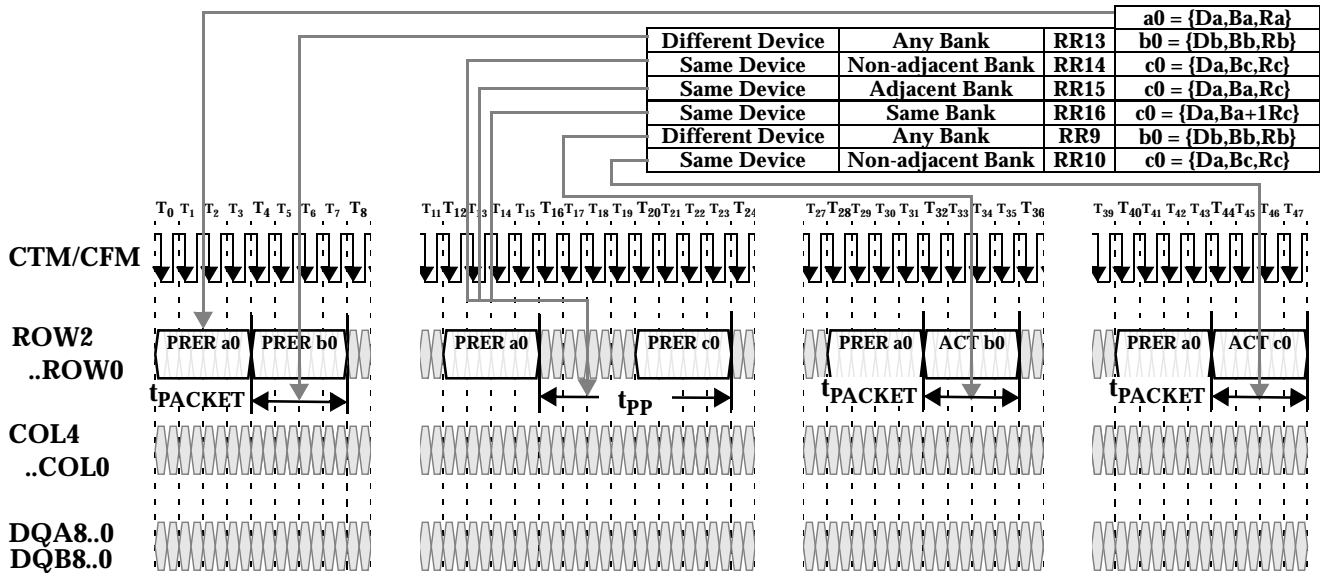 a0 = {Da,Ba,Ra}
Different Device Any Bank RR13 b0 = {Db,Bb,Rb}
Same Device Non-adjacent Bank RR14 c0 = {Da,Bc,Rc}
Same Device Adjacent Bank RR15 c0 = {Da,Ba,Rc}
Same Device Same Bank RR16 c0 = {Da,Ba+1Rc}
Different Device Any Bank RR9 b0 = {Db,Bb,Rb}
Same Device Non-adjacent Bank RR10 c0 = {Da,Bc,Rc}
T0 T1 T2 T3 T4 T5 T6 T7 T8 T11 T12 T13 T14 T15 T16 T17 T18 T19 T20 T21 T22 T23 T24 T27 T28 T29 T30 T31 T32 T33 T34 T35 T36 T39 T40 T41 T42 T43 T44 T45 T46 T47
CTM/CFM
ROW2
..ROW0
PRER a0 PRER b0 PRER a0 PRER c0 PRER a0 ACT b0 PRER a0 ACT c0
tPACKET tPP tPACKET tPACKET
COL4
..COL0
DQA8..0
DQB8..0